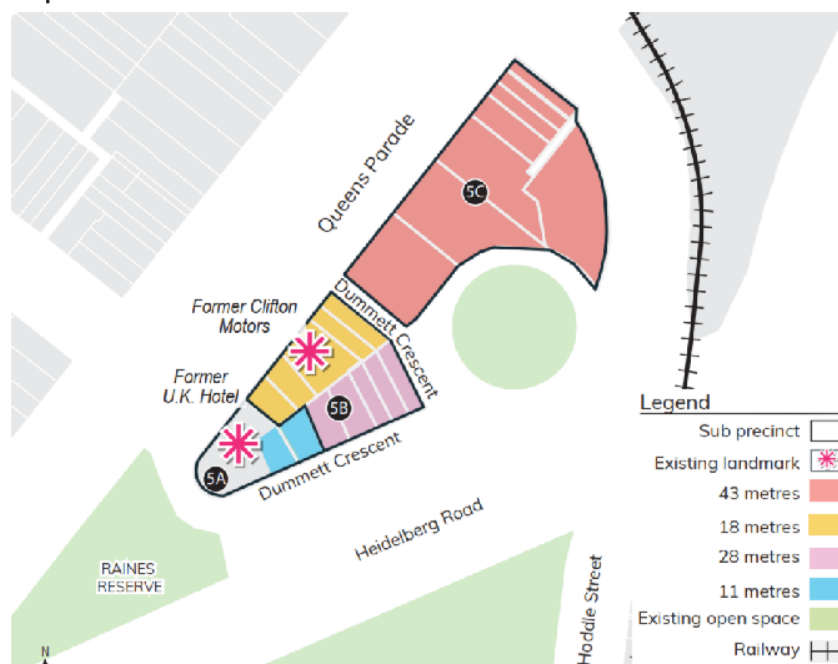 Queens Parade
5C
Former Clifton
Motors
Dummett Crescent
Former
U.K. Hotel
5B
5A
Dummett Crescent
Heidelberg Road
RAINES
RESERVE
Hoddle Street
N
Legend
Sub precinct
Existing landmark
43 metres
18 metres
28 metres
11 metres
Existing open space
Railway